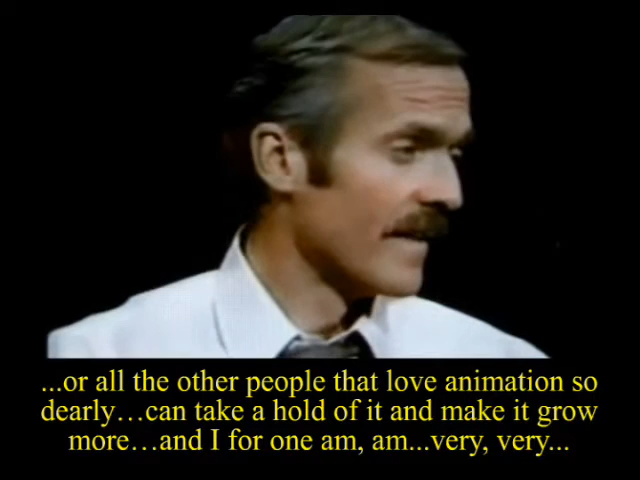 ...or all the other people that love animation so
dearly…can take a hold of it and make it grow
more…and I for one am, am...very, very...